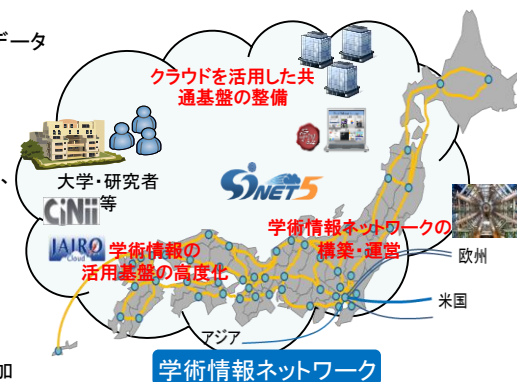 データ
クラウドを活用した共
通基盤の整備
、
大学・研究者
等
CiNii
SINET5
JAIRO
Cloud
学術情報の
活用基盤の高度化
学術情報ネットワークの
構築・運営
欧州
米国
アジア
加
学術情報ネットワーク